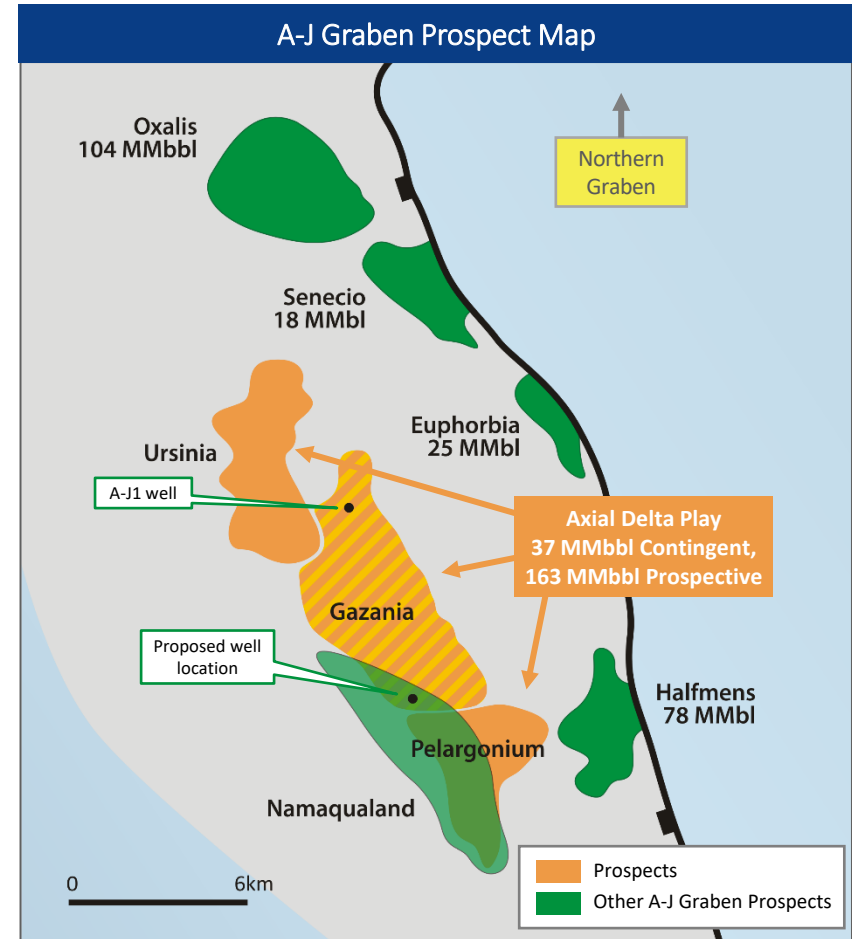 A-J Graben Prospect Map
Oxalis
104 MMbbl
Northern
Graben
Senecio
18 MMbl
Euphorbia
25 MMbl
Ursinia
A-J1 well
Axial Delta Play
37 MMbbl Contingent,
163 MMbbl Prospective
Gazania
Proposed well
location
Halfmens
78 MMbl
Pelargonium
Namaqualand
0 6km
Prospects
Other A-J Graben Prospects